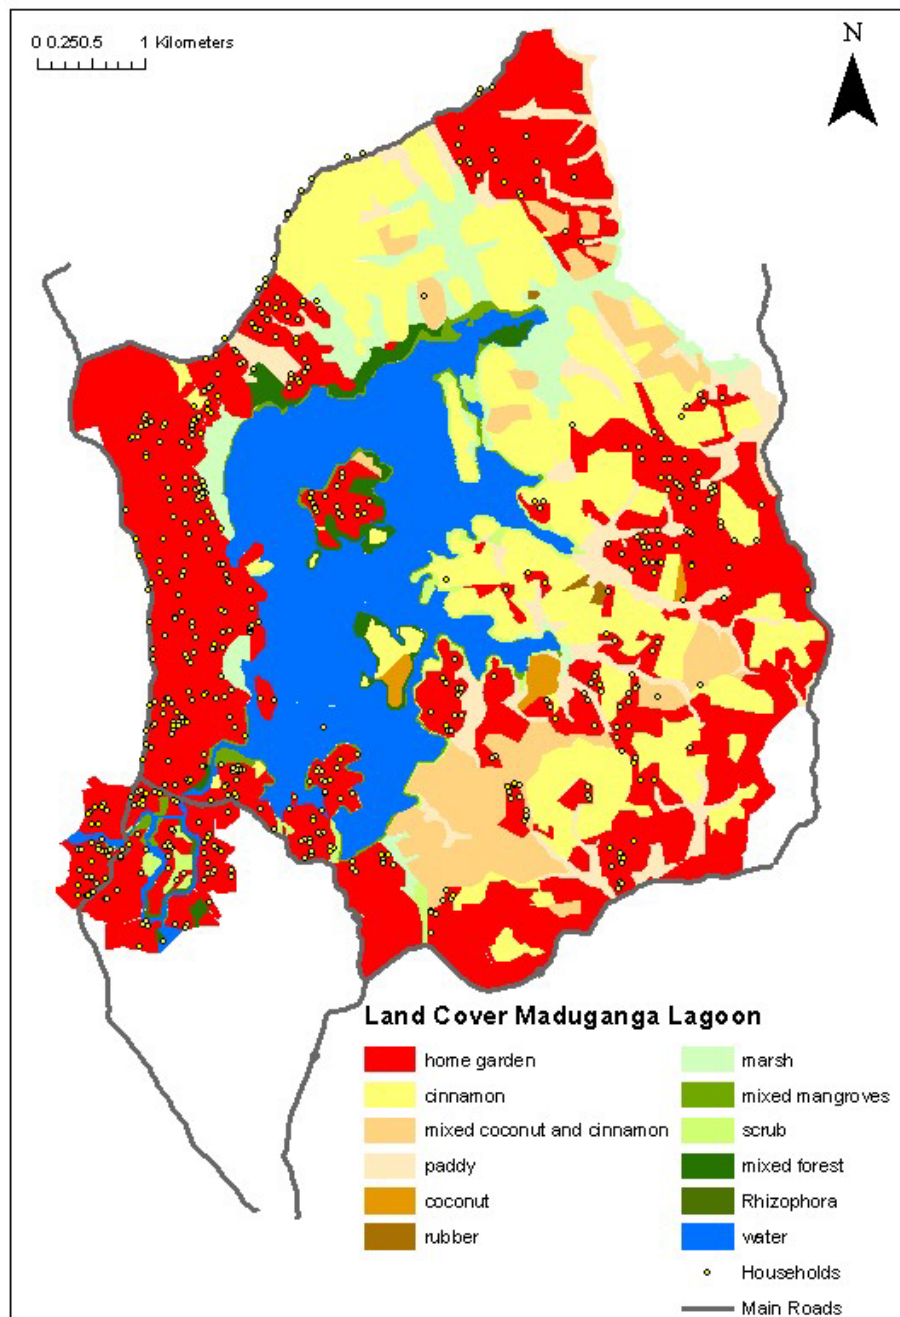 0 0.250.5 1 Kilometers
N
Land Cover Maduganga Lagoon
home garden
cinnamon
mixed coconut and cinnamon
paddy
coconut
rubber
marsh
mixed mangroves
scrub
mixed forest
Rhizophora
water
Households
Main Roads